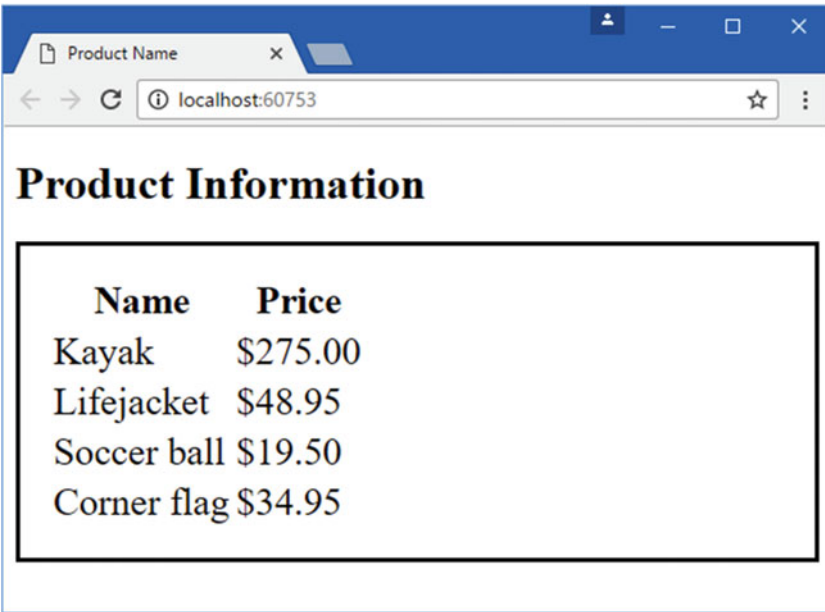 Product Name
localhost:60753
Product Information
Name Price
Kayak $275.00
Lifejacket $48.95
Soccer ball $19.50
Corner flag $34.95